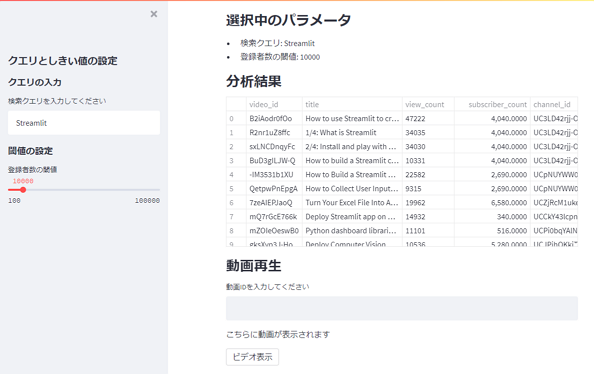 ×
クエリとしきい値の設定
クエリの入力
検索クエリを入力してください
Streamlit
閾値の設定
登録者数の閾値
10000
100 100000
選択中のパラメータ
• 検索クエリ: Streamlit
• 登録者数の閾値: 10000
分析結果
video_id title view_count subscriber_count channel_id
0 B2iAodr0fOo How to use Streamlit to cr... 47222 4,040.0000 UC3LD42rjj-O
1 R2nr1uZ8ffc 1/4: What is Streamlit 34035 4,040.0000 UC3LD42rjj-O
2 sxLNCDnqyFc 2/4: Install and play with ... 34030 4,040.0000 UC3LD42rjj-O
3 BuD3gILJW-Q How to build a Streamlit c... 10331 4,040.0000 UC3LD42rjj-O
4 -IM3531b1XU How to Build a Streamlit ... 22582 2,690.0000 UCpNUYWW0
5 QetpwPnEpgA How to Collect User Input... 9315 2,690.0000 UCpNUYWW0
6 7zeAIEPJaoQ Turn Your Excel File Into A... 19962 6,580.0000 UCZjRcM1uke
7 mQ7rGcE766k Deploy Streamlit app on ... 14932 340.0000 UCCkY43lcpn
8 mZOIeOeswB0 Python dashboard librari... 11101 516.0000 UCPi0bqYAIN
9 Deploy Computer Vision 10536 5,280.0000
動画再生
動画IDを入力してください
こちらに動画が表示されます
ビデオ表示